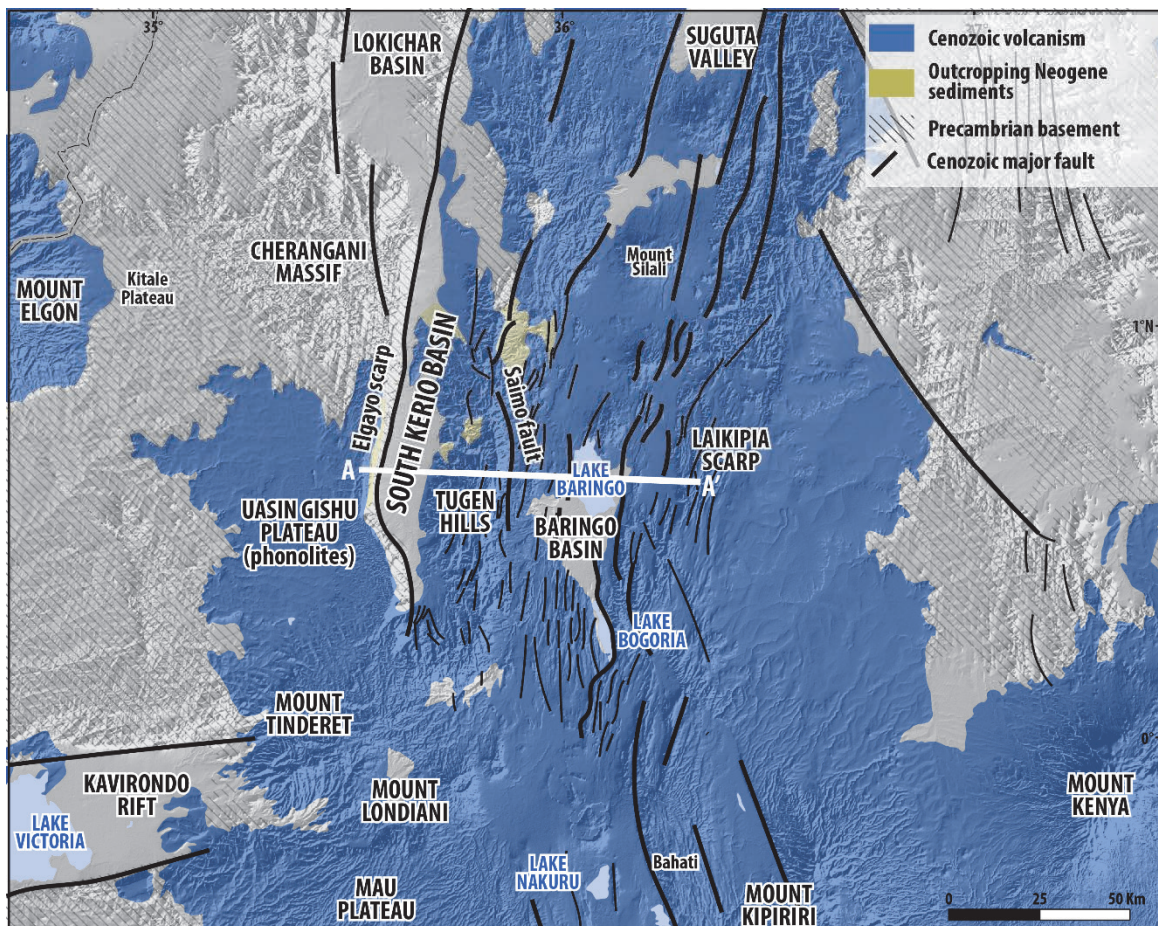 35°
36°
37°
LOKICHAR
BASIN
SUGUTA
VALLEY
Cenozoic volcanism
Outcropping Neogene
sediments
Precambrian basement
Cenozoic major fault
CHERANGANI
MASSIF
Mount
Silali
MOUNT
ELGON
Kitale
Plateau
1°N
Elgayo scarp
SOUTH KERIO BASIN
Saimo fault
LAIKIPIA
SCARP
A
A'
LAKE
BARINGO
UASIN GISHU
PLATEAU
(phonolites)
TUGEN
HILLS
BARINGO
BASIN
LAKE
BOGORIA
MOUNT
TINDERET
0°
KAVIRONDO
RIFT
MOUNT
LONDIANI
MOUNT
KENYA
LAKE
VICTORIA
Bahati
LAKE
NAKURU
MAU
PLATEAU
MOUNT
KIPIRIRI
0 25 50 Km